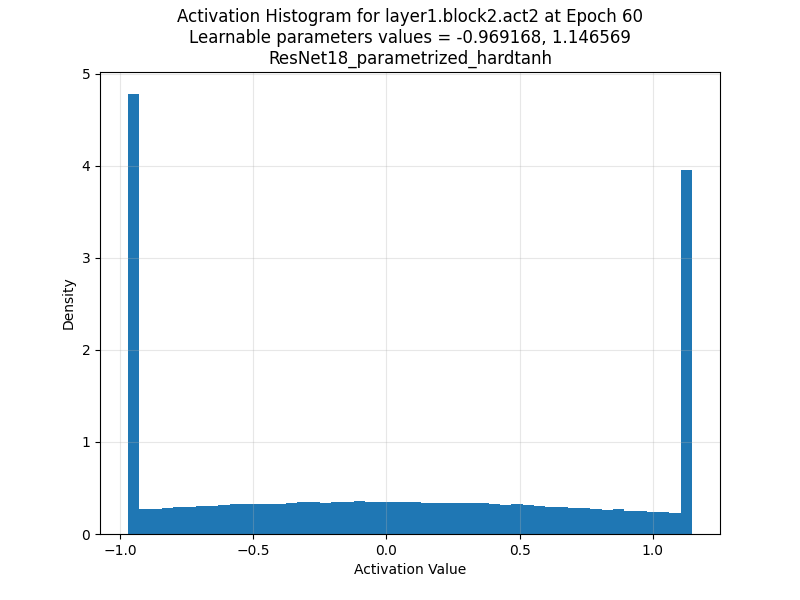 Activation Histogram for layer1.block2.act2 at Epoch 60
Learnable parameters values = -0.969168, 1.146569
ResNet18_parametrized_hardtanh
5
4
3
2
1
0
Density
−1.0 −0.5 0.0 0.5 1.0
Activation Value